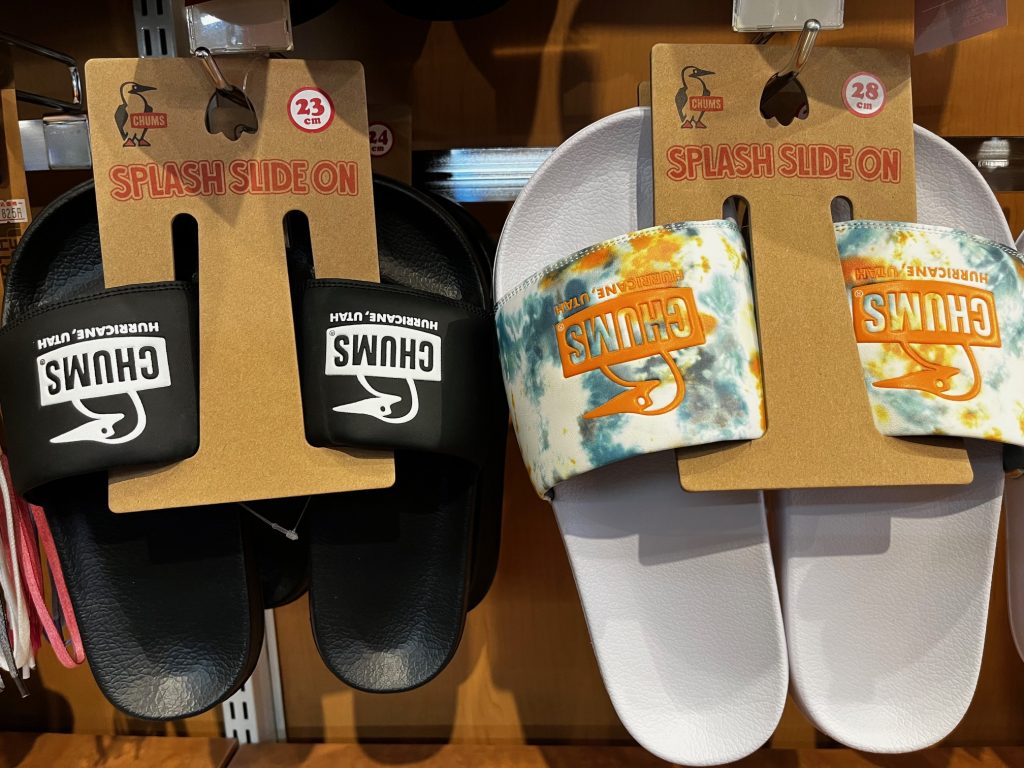 CHUMS
23
cm
SPLASH SLIDE ON
24
cm
HURRICANE, UTAH
CHUMS®
HURRICANE, UTAH
CHUMS®
CHUMS
28
cm
SPLASH SLIDE ON
HURRICANE, UTAH
CHUMS®
HURRICANE, UTAH
CHUMS®